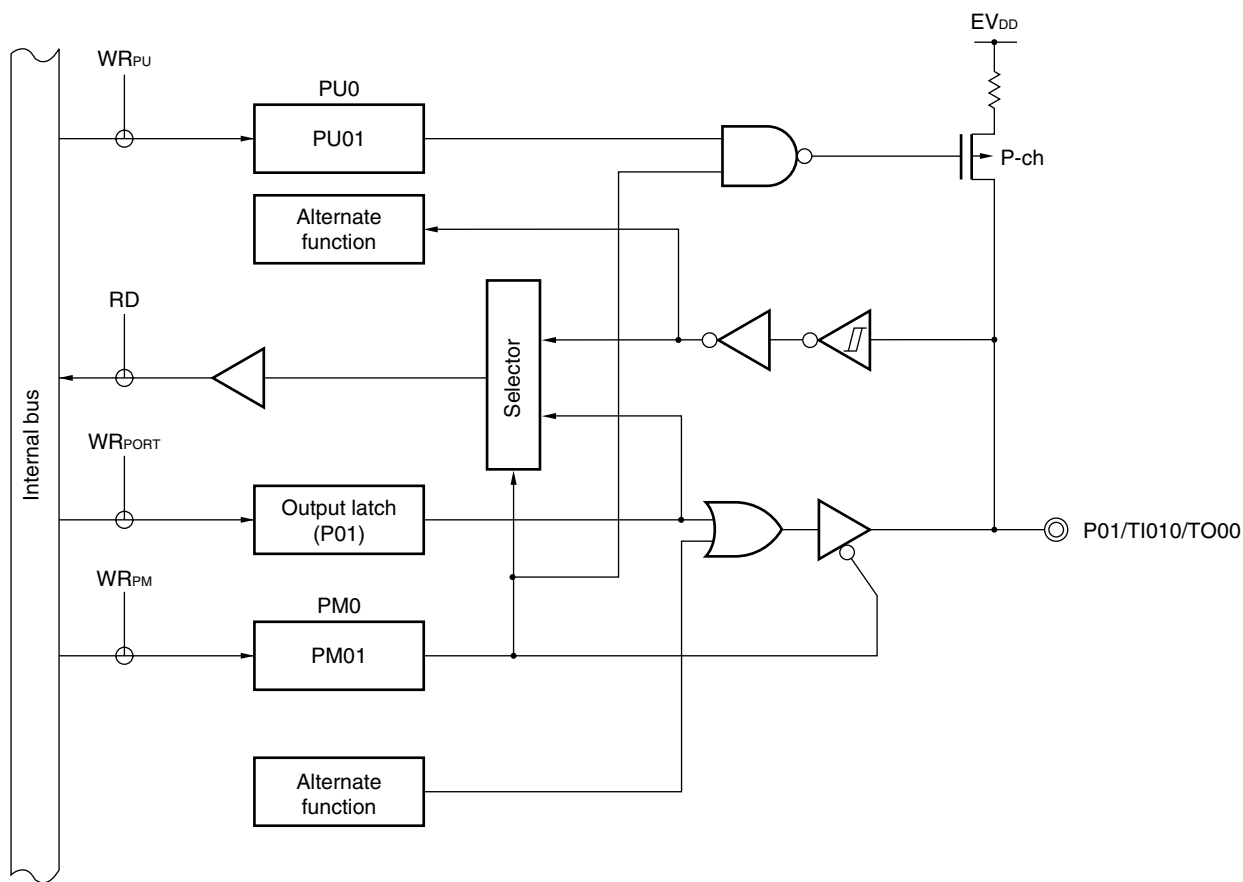 EVDD
WRPU
PU0
PU01
P-ch
Alternate
function
RD
Selector
Internal bus
WRPORT
Output latch
(P01)
P01/TI010/TO00
WRPM
PM0
PM01
Alternate
function